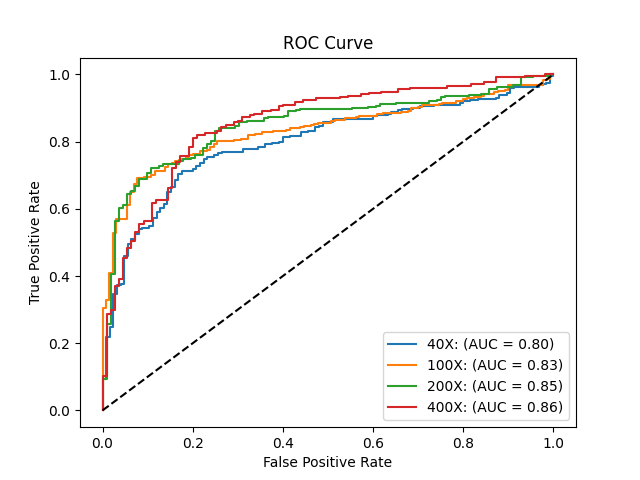 ROC Curve
1.0
0.8
0.6
0.4
0.2
0.0
True Positive Rate
40X: (AUC = 0.80)
100X: (AUC = 0.83)
200X: (AUC = 0.85)
400X: (AUC = 0.86)
0.0 0.2 0.4 0.6 0.8 1.0
False Positive Rate